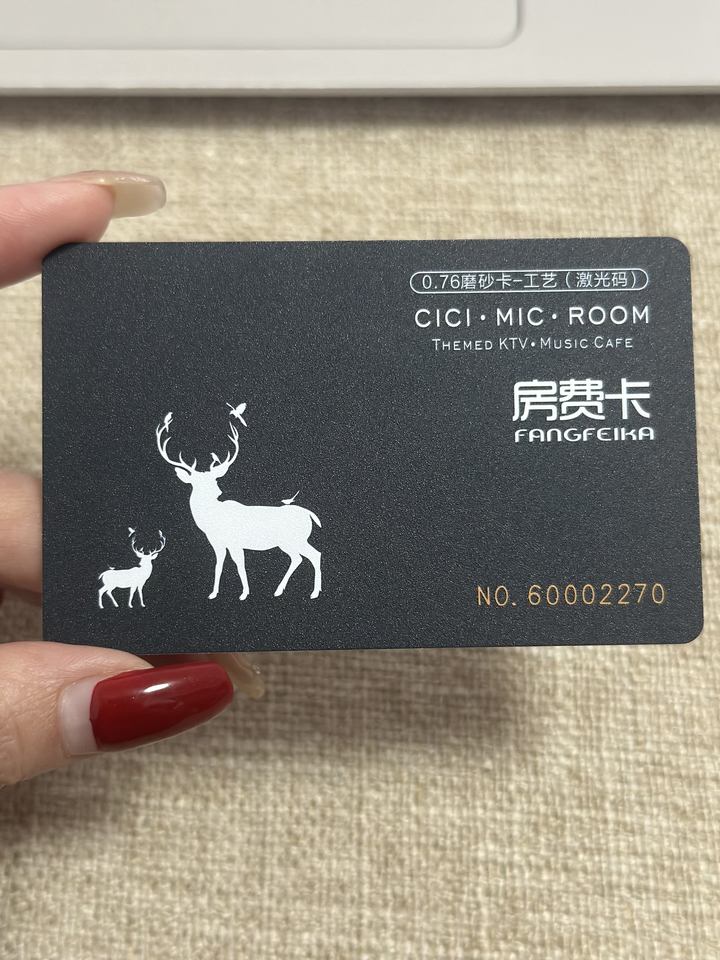 0.76磨砂卡-工艺（激光码）
CICI·MIC·ROOM
THEMED KTV·MUSIC CAFE
房费卡
FANGFEIKA
NO. 60002270